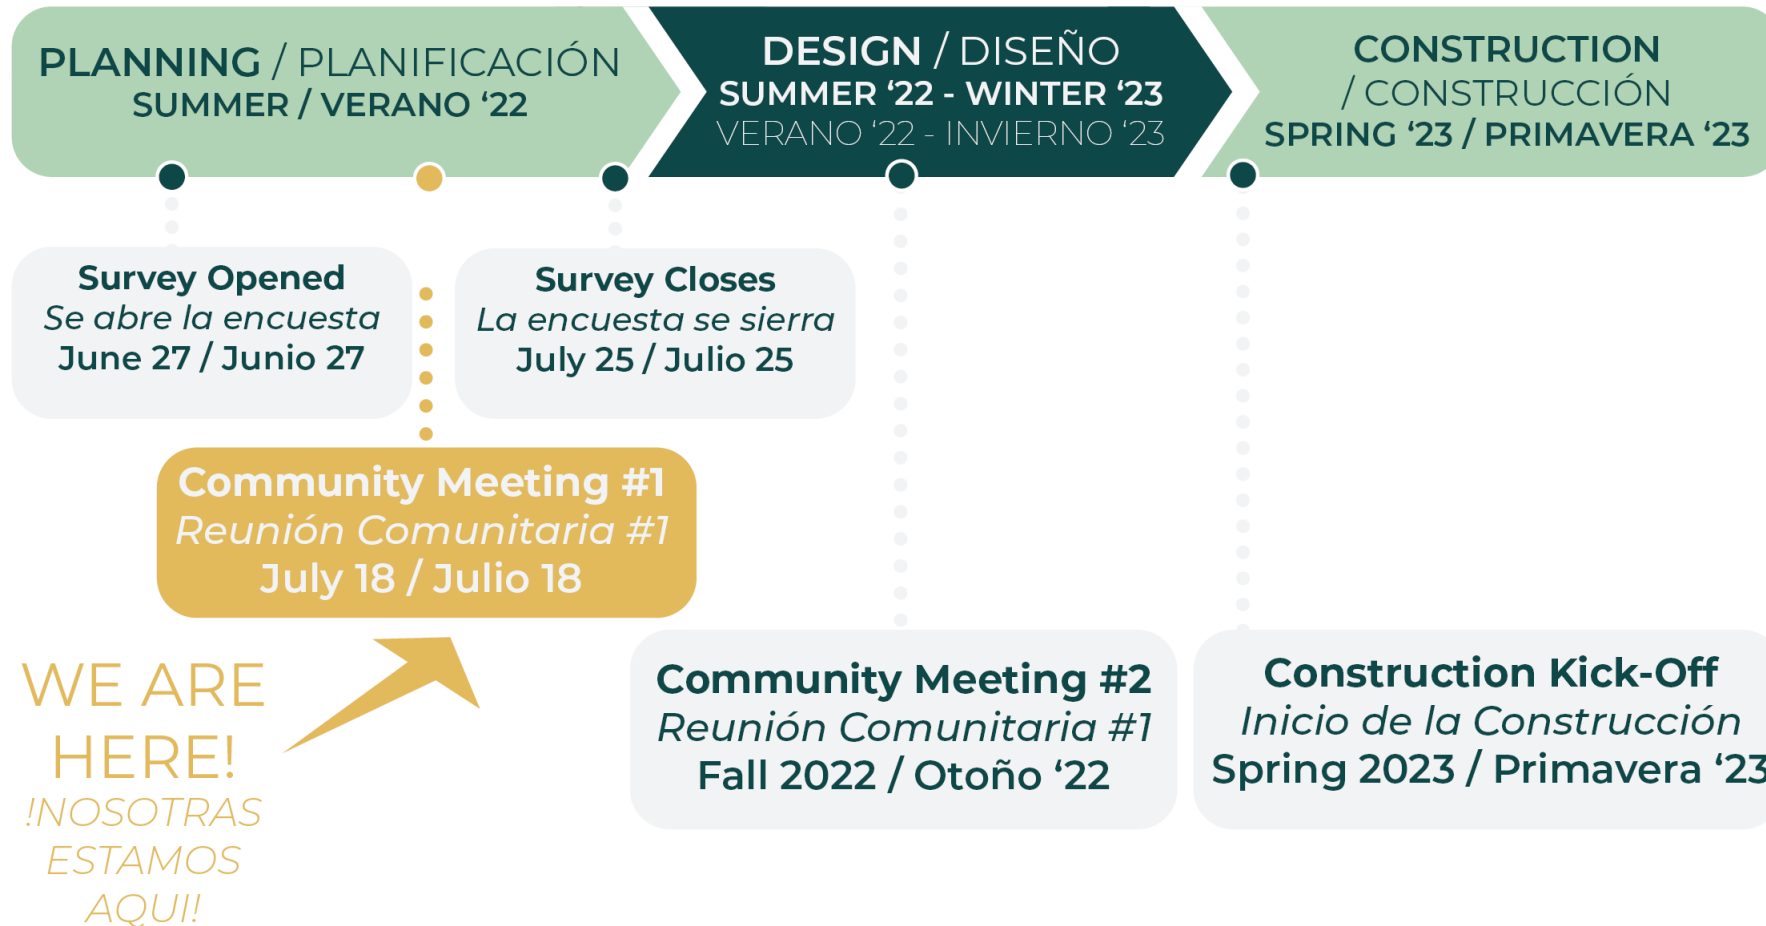 PLANNING / PLANIFICACIÓN
SUMMER / VERANO ‘22
DESIGN / DISEÑO
SUMMER ‘22 - WINTER ‘23
VERANO ‘22 - INVIERNO ‘23
CONSTRUCTION
/ CONSTRUCCIÓN
SPRING ‘23 / PRIMAVERA ‘23
Survey Opened
Se abre la encuesta
June 27 / Junio 27
Survey Closes
La encuesta se sierra
July 25 / Julio 25
Community Meeting #1
Reunión Comunitaria #1
July 18 / Julio 18
WE ARE
HERE!
!NOSOTRAS
ESTAMOS
AQUI!
Community Meeting #2
Reunión Comunitaria #1
Fall 2022 / Otoño ‘22
Construction Kick-Off
Inicio de la Construcción
Spring 2023 / Primavera ‘23